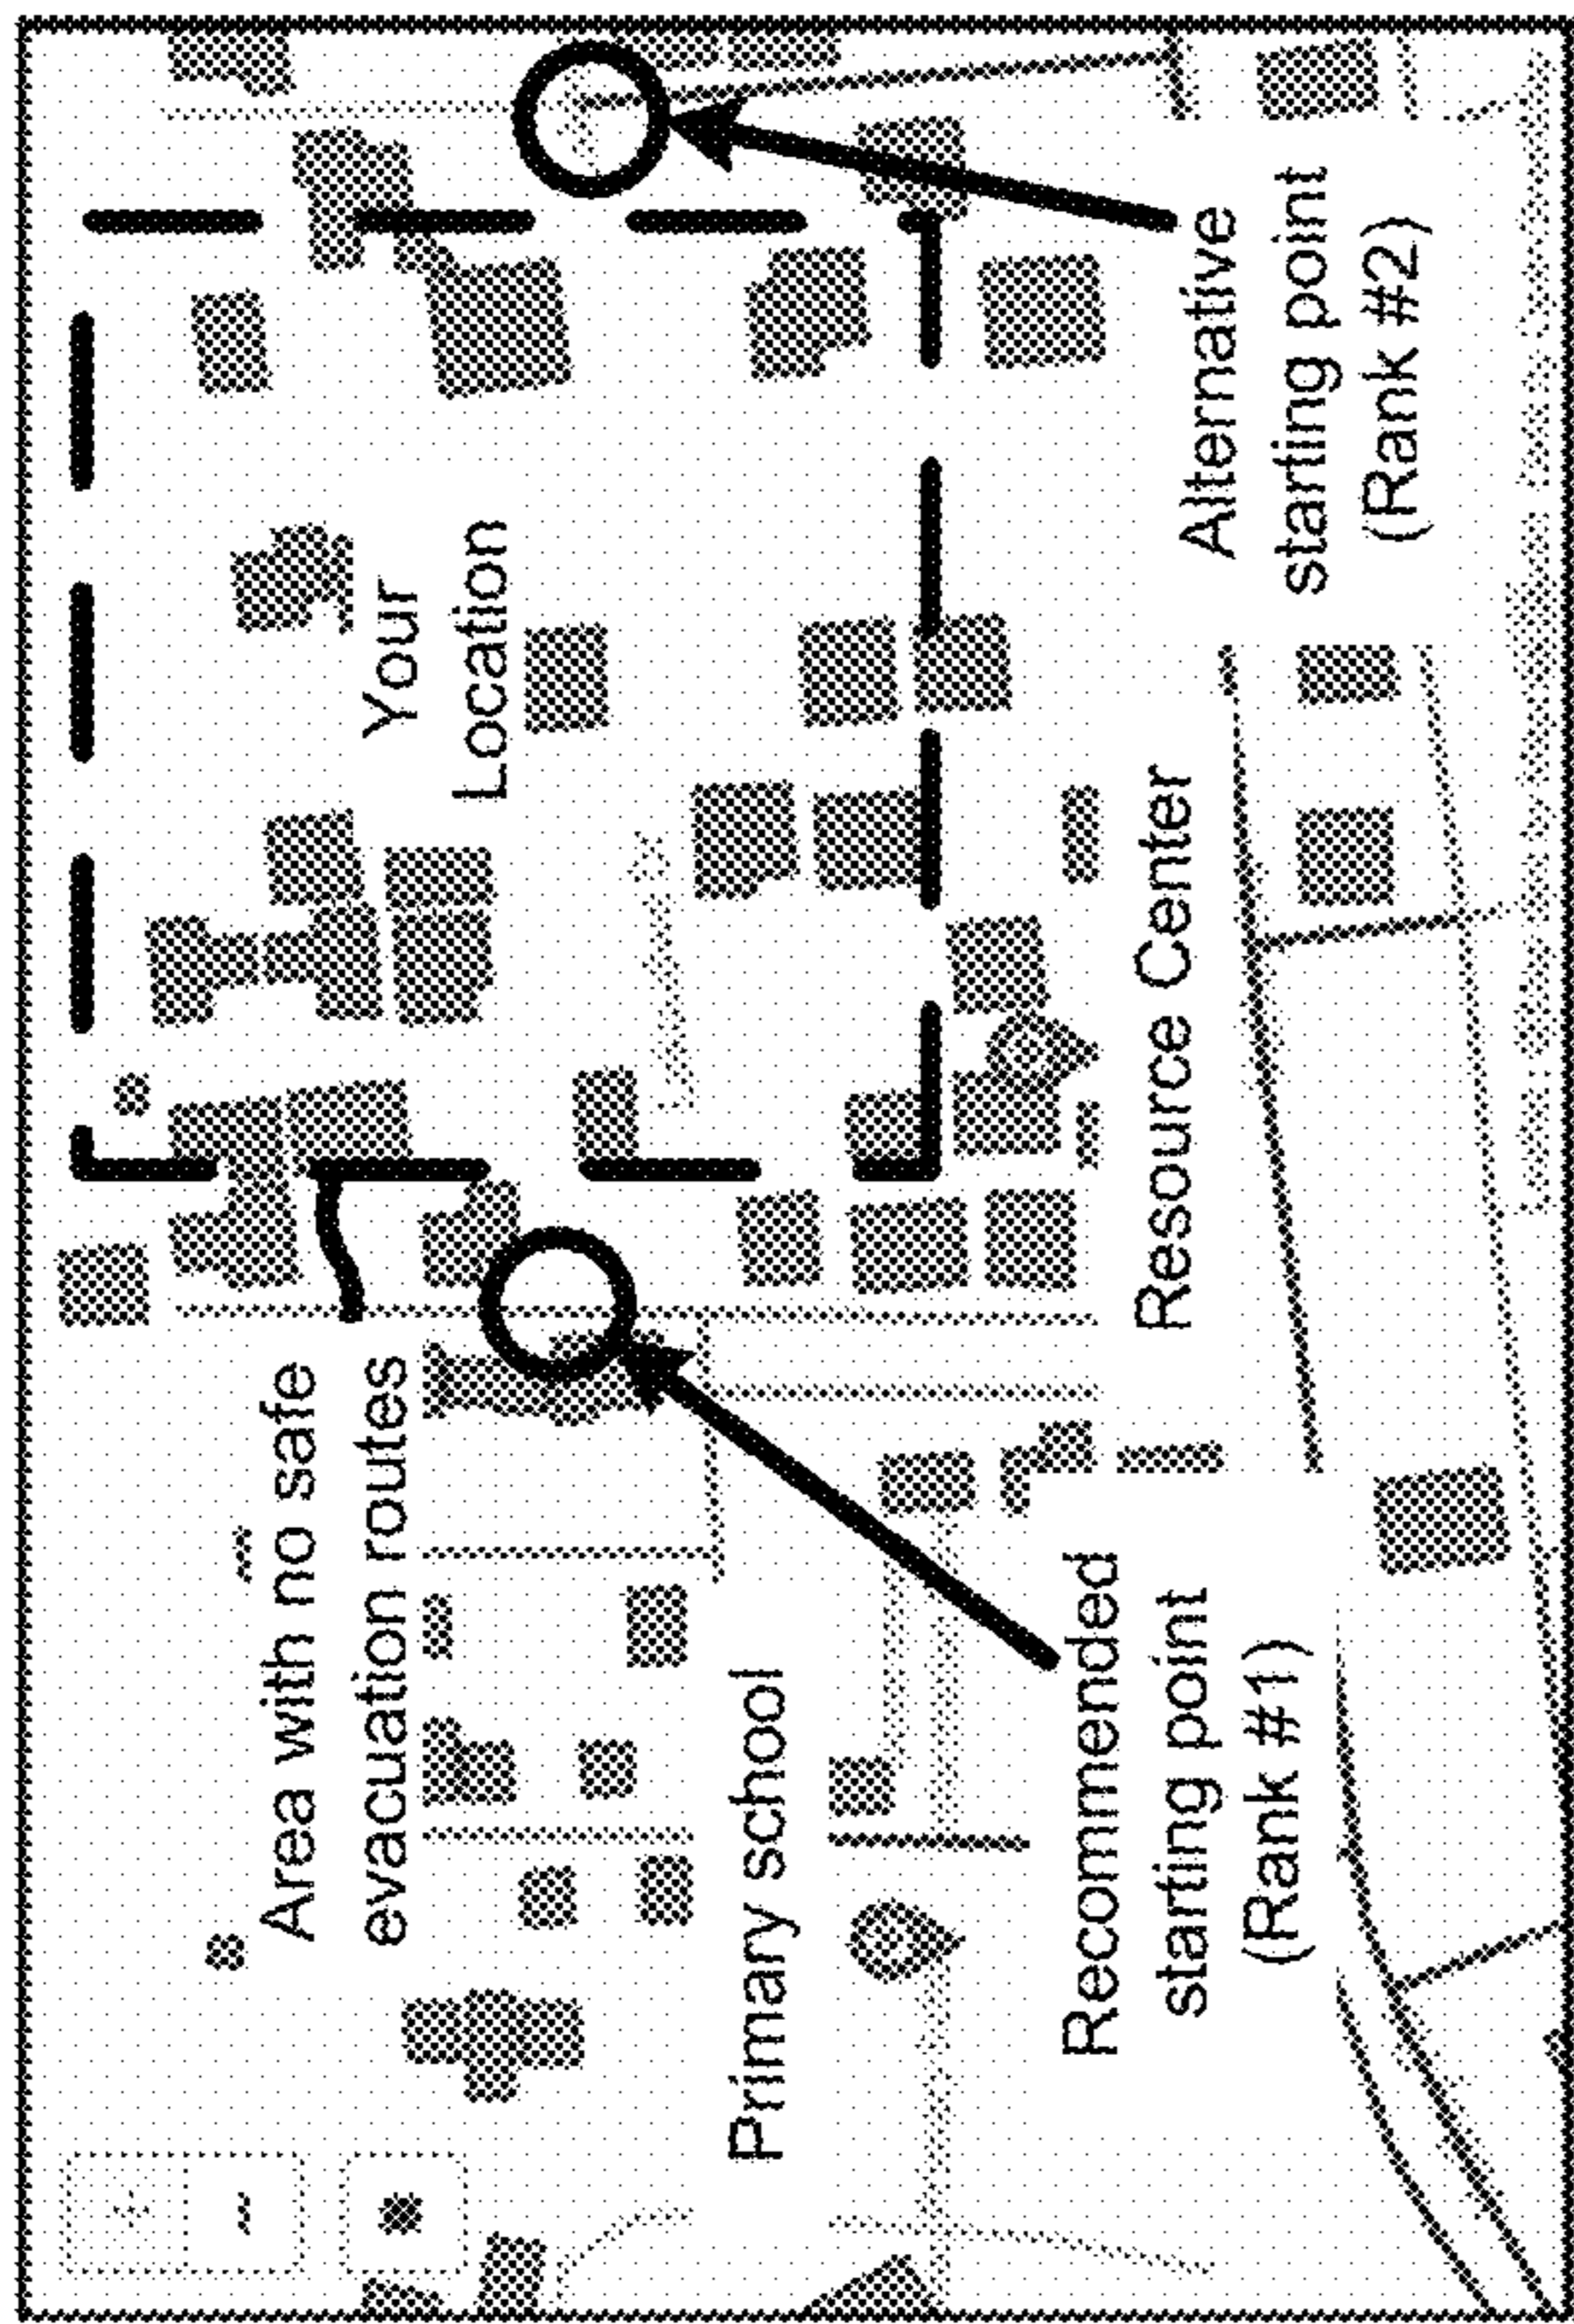 Area with no safe
evacuation routes
Your
Location
Primary school
Resource Center
Recommended
starting point
(Rank #1)
Alternative
starting point
(Rank #2)